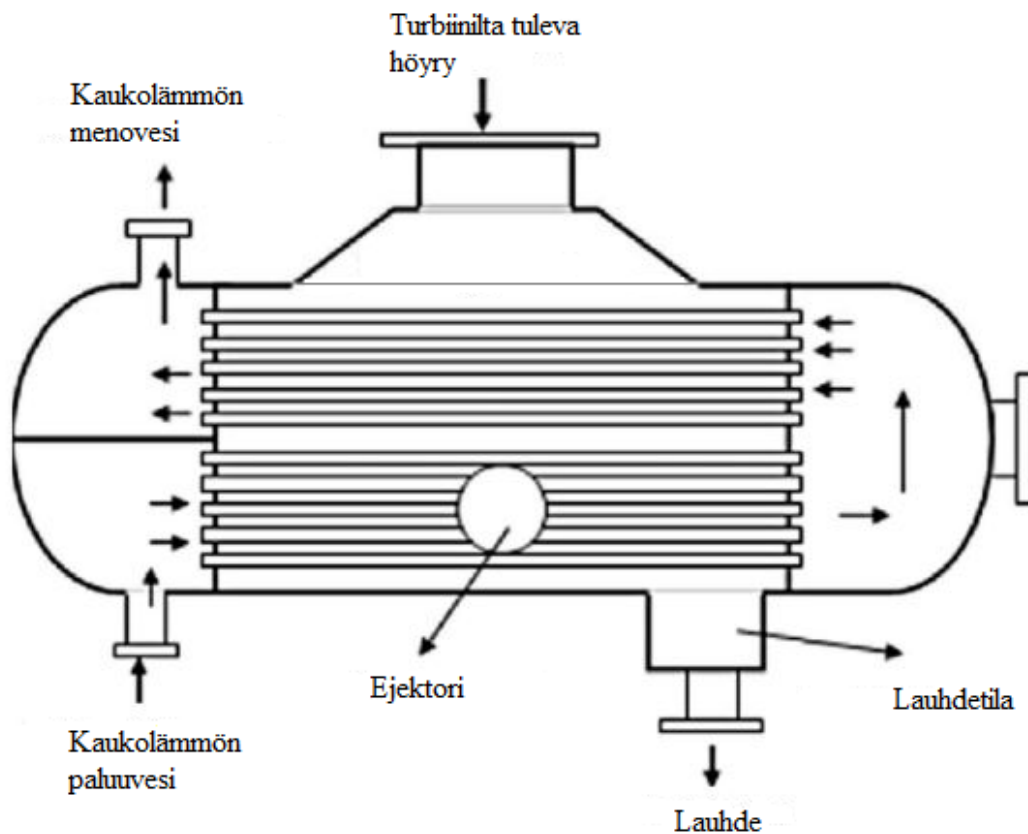 Turbiinilta tuleva
höyry
Kaukolämmön
menovesi
Ejektori
Lauhdetila
Kaukolämmön
paluuvesi
Lauhde